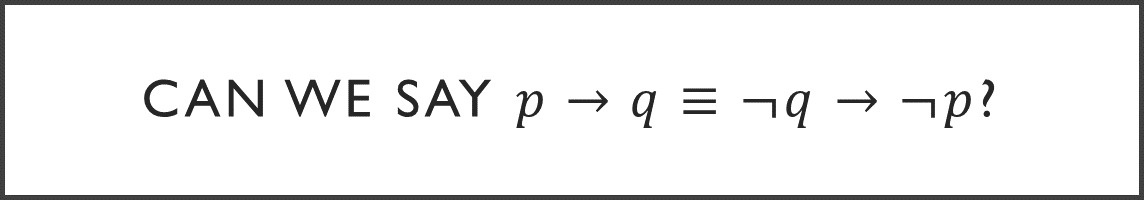 CAN WE SAY p → q ≡ ¬q → ¬p?